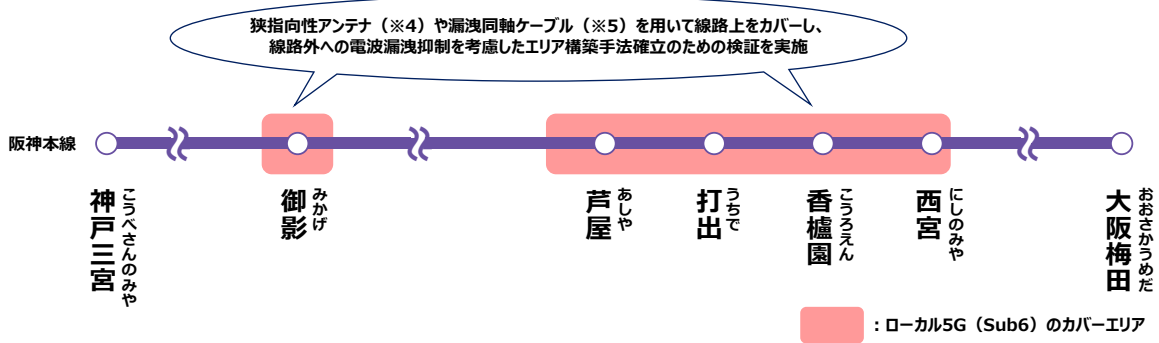 狭指向性アンテナ（※4）や漏洩同軸ケーブル（※5）を用いて線路上をカバーし、
線路外への電波漏洩抑制を考慮したエリア構築手法確立のための検証を実施
阪神本線
神戸三宮
こうべさんのみや
御影
みかげ
芦屋
あしや
打出
うちで
香櫨園
こうろえん
西宮
にしのみや
大阪梅田
おおさかうめだ
：ローカル5G（Sub6）のカバーエリア